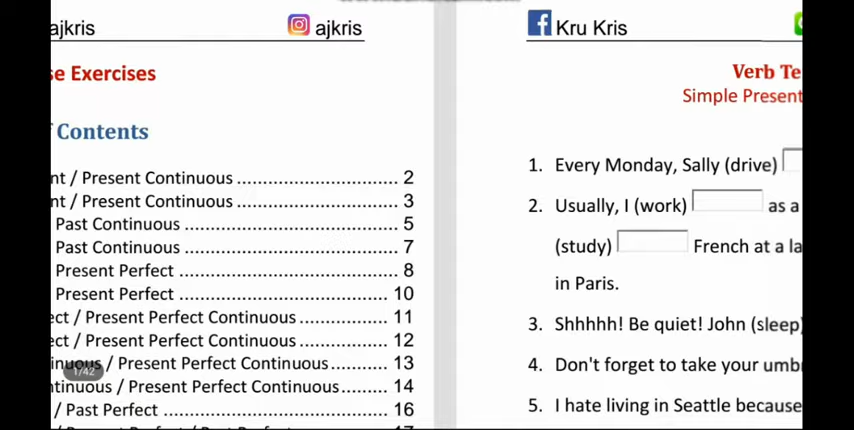 ajkris
ajkris
se Exercises
Contents
nt / Present Continuous ................................... 2
nt / Present Continuous ................................... 3
Past Continuous ............................................. 5
Past Continuous ............................................. 7
Present Perfect ............................................... 8
Present Perfect ............................................. 10
ect / Present Perfect Continuous ................... 11
ect / Present Perfect Continuous ................... 12
inuous / Present Perfect Continuous ............. 13
ntinuous / Present Perfect Continuous .......... 14
/ Past Perfect ................................................ 16
1/42
Kru Kris
Verb Te
Simple Present
1. Every Monday, Sally (drive)
2. Usually, I (work) as a
(study) French at a la
in Paris.
3. Shhhhh! Be quiet! John (sleep)
4. Don't forget to take your umb
5. I hate living in Seattle because